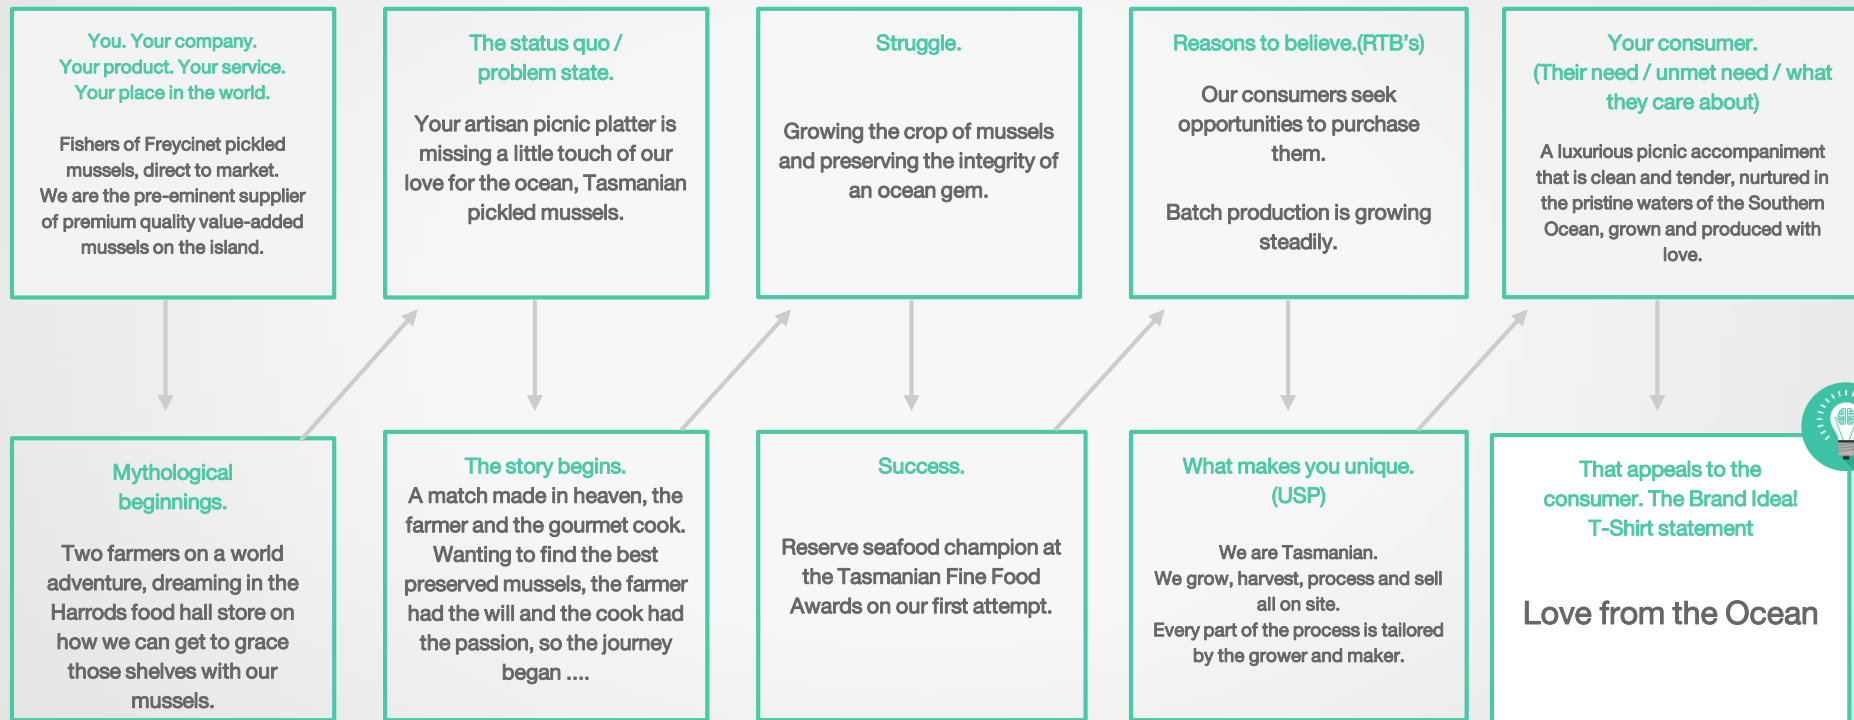 You. Your company.
Your product. Your service.
Your place in the world.
Fishers of Freycinet pickled
mussels, direct to market.
We are the pre-eminent supplier
of premium quality value-added
mussels on the island.
Mythological
beginnings.
Two farmers on a world
adventure, dreaming in the
Harrods food hall store on
how we can get to grace
those shelves with our
mussels.
The status quo /
problem state.
Your artisan picnic platter is
missing a little touch of our
love for the ocean, Tasmanian
pickled mussels.
The story begins.
A match made in heaven, the
farmer and the gourmet cook.
Wanting to find the best
preserved mussels, the farmer
had the will and the cook had
the passion, so the journey
began ....
Struggle.
Growing the crop of mussels
and preserving the integrity of
an ocean gem.
Success.
Reserve seafood champion at
the Tasmanian Fine Food
Awards on our first attempt.
Reasons to believe.(RTB's)
Our consumers seek
opportunities to purchase
them.
Batch production is growing
steadily.
What makes you unique.
(USP)
We are Tasmanian.
We grow, harvest, process and sell
all on site.
Every part of the process is tailored
by the grower and maker.
Your consumer.
(Their need / unmet need / what
they care about)
A luxurious picnic accompaniment
that is clean and tender, nurtured in
the pristine waters of the Southern
Ocean, grown and produced with
love.
That appeals to the
consumer. The Brand Idea!
T-Shirt statement
Love from the Ocean